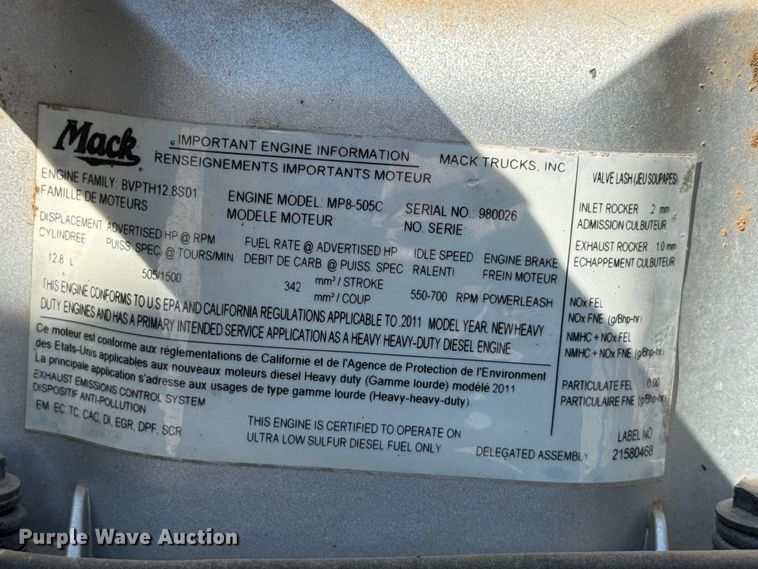 Mack
IMPORTANT ENGINE INFORMATION
MACK TRUCKS, INC
RENSEIGNEMENTS IMPORTANTS MOTEUR
ENGINE FAMILY: BVPTH12.8S01
FAMILLE DE MOTEURS
ENGINE MODEL: MP8-505C
MODELE MOTEUR:
SERIAL NO.: 980026
NO. SERIE:
DISPLACEMENT
CYLINDREE
12.8 L
ADVERTISED HP @ RPM
PUISS. SPEC @ TOURS/MIN
505/1500
FUEL RATE @ ADVERTISED HP
DEBIT DE CARB. @ PUISS. SPEC
342 mm³ / STROKE
mm³ / COUP
IDLE SPEED
RALENTI
550-700 RPM
ENGINE BRAKE
FREIN MOTEUR
POWERLEASH
THIS ENGINE CONFORMS TO U.S EPA AND CALIFORNIA REGULATIONS APPLICABLE TO 2011 MODEL YEAR NEW HEAVY
DUTY ENGINES AND HAS A PRIMARY INTENDED SERVICE APPLICATION AS A HEAVY HEAVY-DUTY DIESEL ENGINE.
Ce moteur est conforme aux réglementations de Californie et de l'Agence de Protection de l'Environment
des Etats-Unis applicables aux nouveaux moteurs diesel Heavy duty (Gamme lourde) modélé 2011
La principale application s'adresse aux usages de type gamme lourde (Heavy-heavy-duty)
EXHAUST EMISSIONS CONTROL SYSTEM
DISPOSITIF ANTI-POLLUTION
EM, EC, TC, CAC, DI, EGR, DPF, SCR
THIS ENGINE IS CERTIFIED TO OPERATE ON
ULTRA LOW SULFUR DIESEL FUEL ONLY
DELEGATED ASSEMBLY
VALVE LASH (JEU SOUPAPES)
INLET ROCKER .2 mm
ADMISSION CULBUTEUR
EXHAUST ROCKER 1.0 mm
ECHAPPEMENT CULBUTEUR
NOx FEL
NOx FNE (g/Bhp-hr)
NMHC + NOx FEL
NMHC + NOx FNE (g/Bhp-hr)
PARTICULATE FEL 0.00
PARTICULAIRE FNE (g/Bhp-hr)
LABEL NO
21580468
Purple Wave Auction